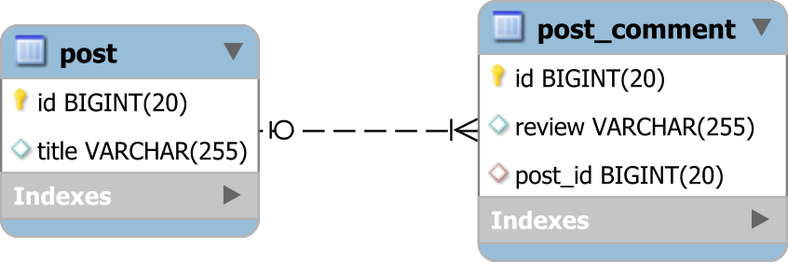 post
id BIGINT(20)
title VARCHAR(255)
Indexes
post_comment
id BIGINT(20)
review VARCHAR(255)
post_id BIGINT(20)
Indexes